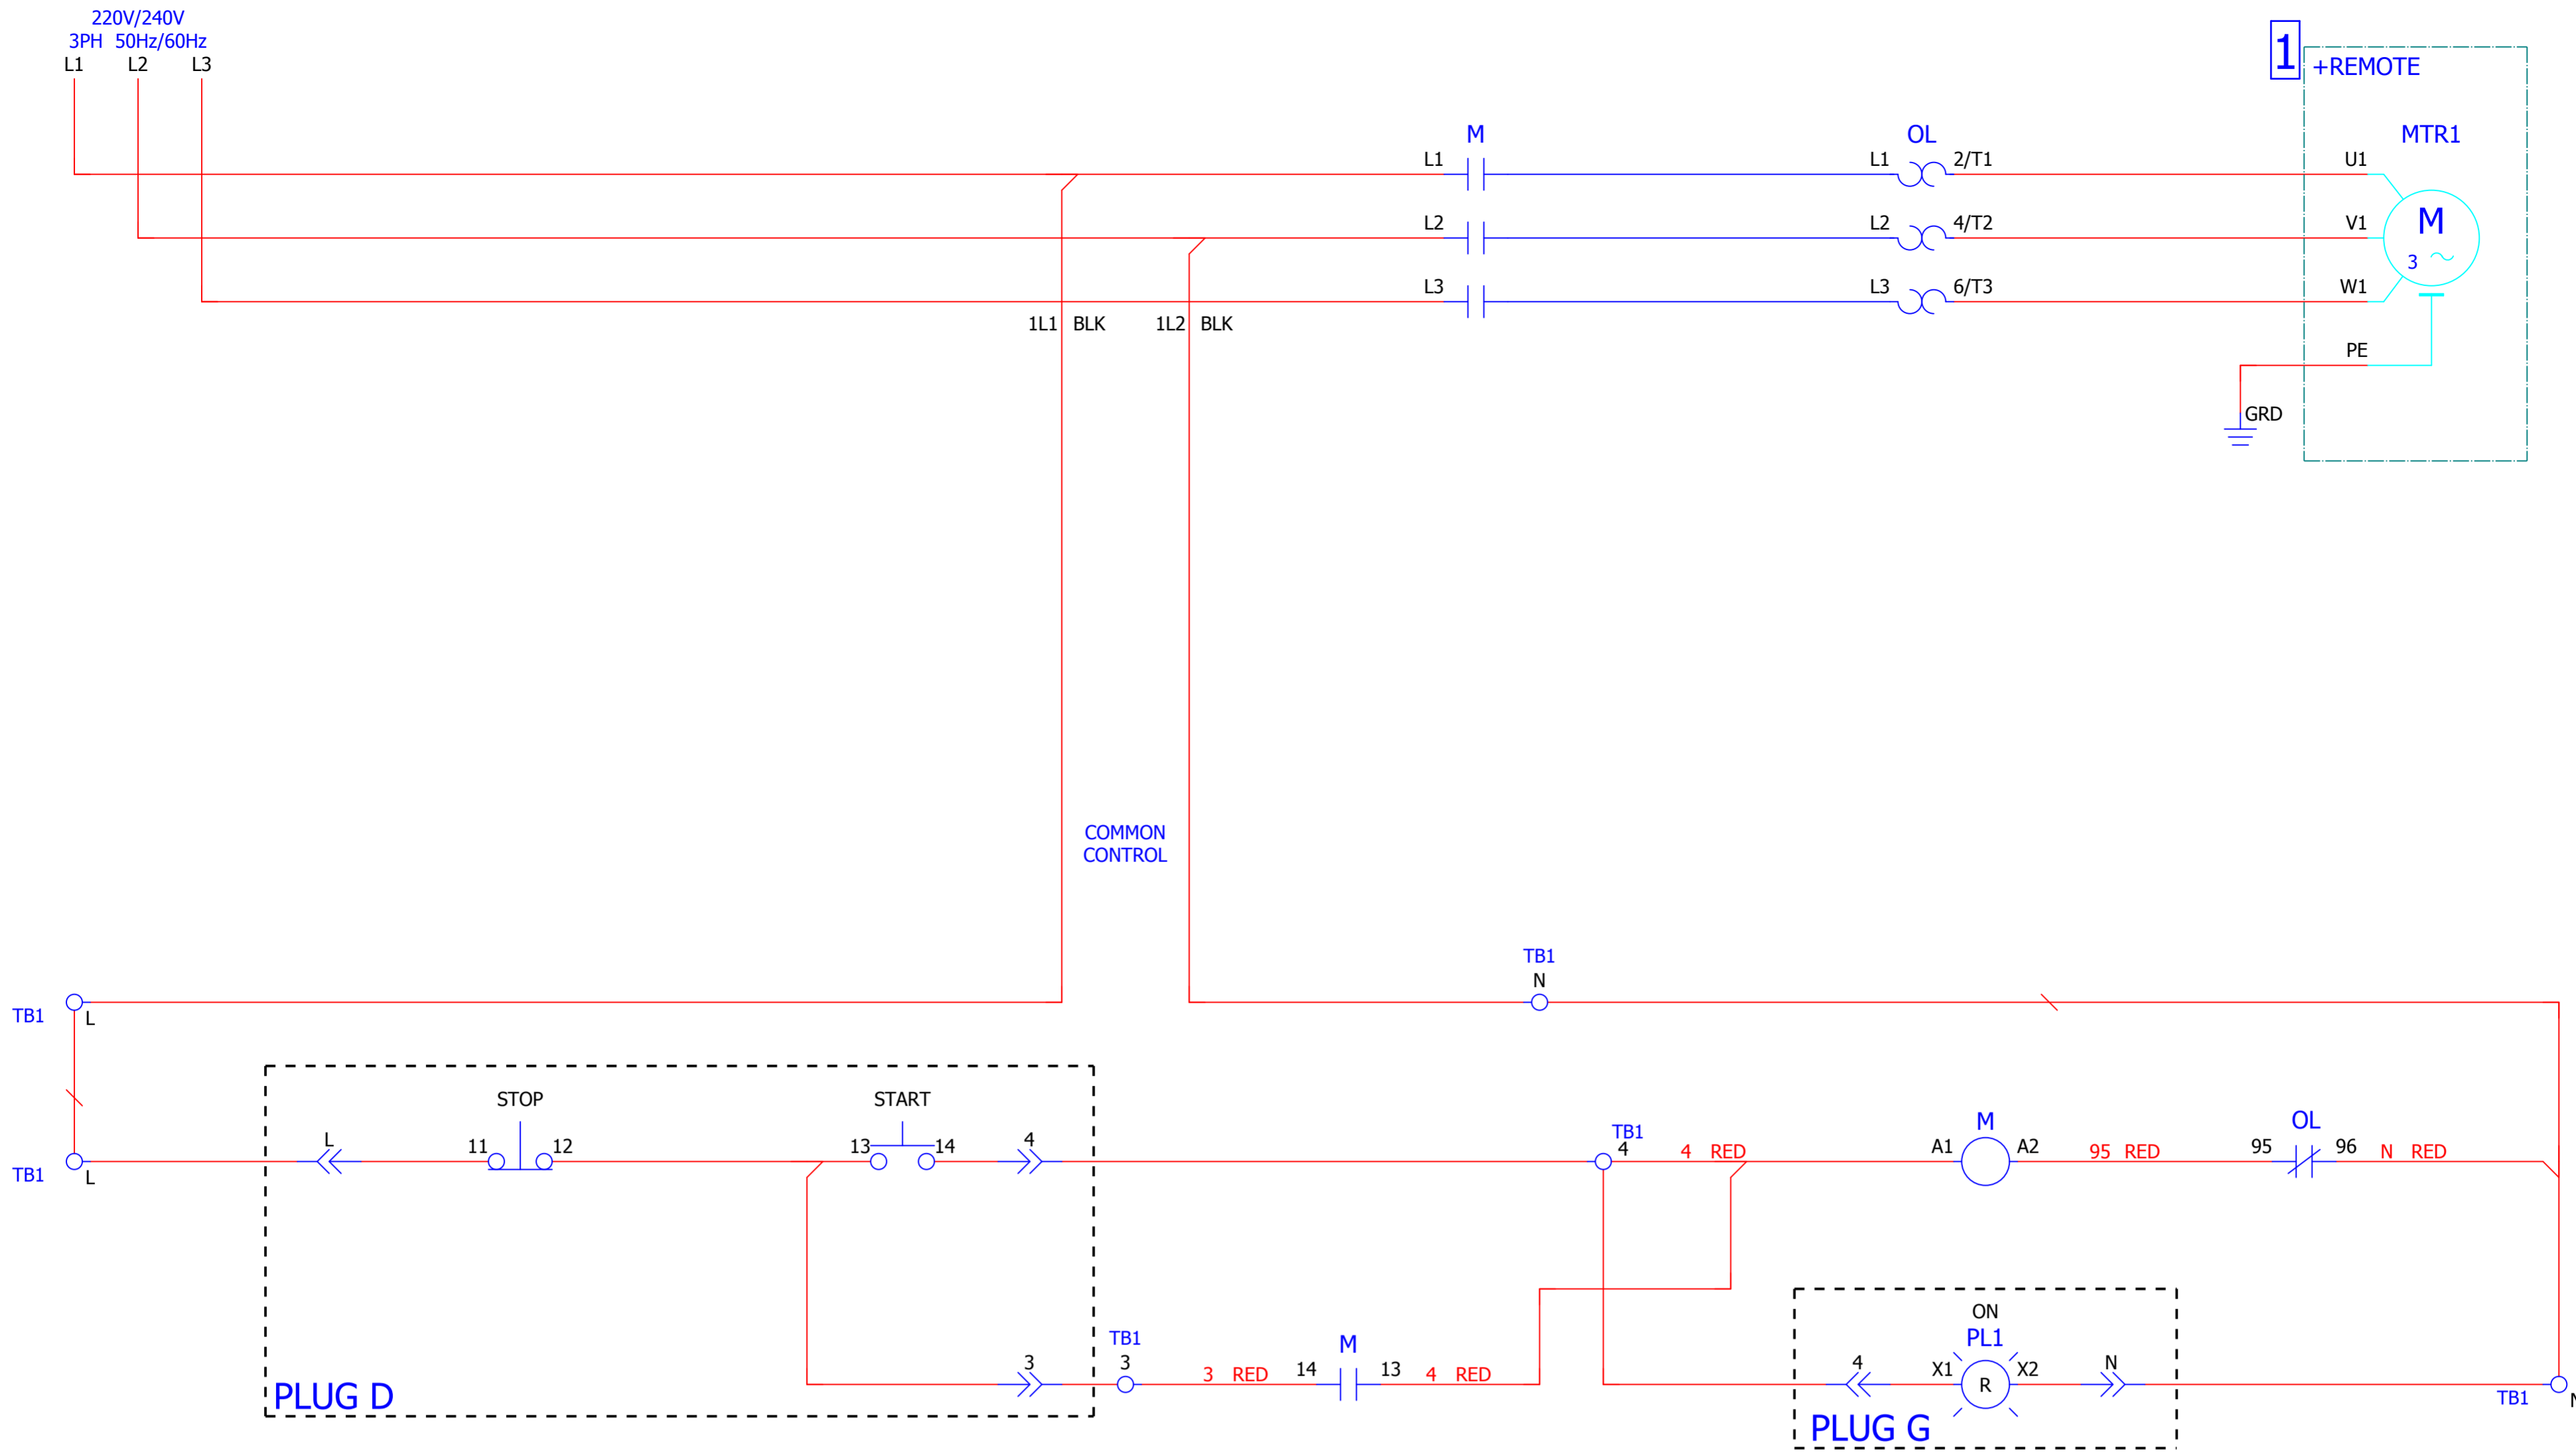 220V/240V
3PH 50Hz/60Hz
L1 L2 L3
1
+REMOTE
M OL MTR1
L1 L1 2/T1 U1
L2 L2 4/T2 V1
M
3
L3 L3 6/T3 W1
1L1 BLK 1L2 BLK
PE
GRD
COMMON
CONTROL
TB1
N
TB1 L
STOP START
M OL
TB1
L 11 12 13 14 4 4 4 RED A1 A2 95 RED 95 96 N RED
TB1 L
ON
TB1 M PL1
3 3 3 RED 14 13 4 RED 4 X1 X2 N
R
TB1
PLUG D
PLUG G